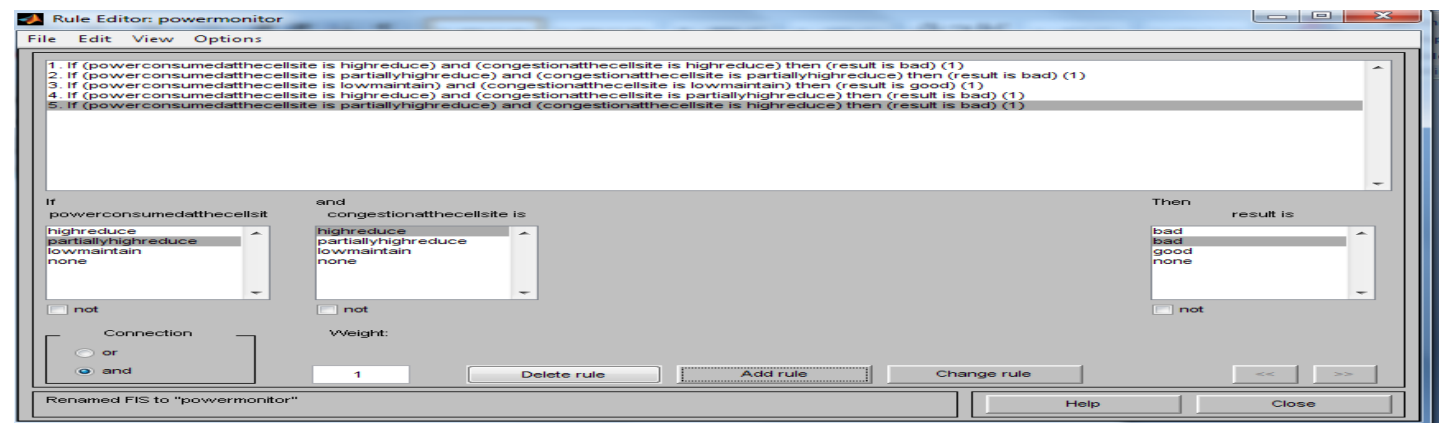 Rule Editor: powermonitor
File Edit View Options
1. If (powerconsumedatthecellsite is highreduce) and (congestionatthecellsite is highreduce) then (result is bad) (1)
2. If (powerconsumedatthecellsite is partiallyhighreduce) and (congestionatthecellsite is partiallyhighreduce) then (result is bad) (1)
3. If (powerconsumedatthecellsite is lowmaintain) and (congestionatthecellsite is lowmaintain) then (result is good) (1)
4. If (powerconsumedatthecellsite is highreduce) and (congestionatthecellsite is partiallyhighreduce) then (result is bad) (1)
5. If (powerconsumedatthecellsite is partiallyhighreduce) and (congestionatthecellsite is highreduce) then (result is bad) (1)
If and Then
powerconsumedatthecellsit congestionatthecellsite is result is
highreduce highreduce bad
partiallyhighreduce partiallyhighreduce bad
lowmaintain lowmaintain good
none none none
not not not
Connection Weight:
or
and 1 Delete rule Add rule Change rule << >>
Renamed FIS to "powermonitor" Help Close